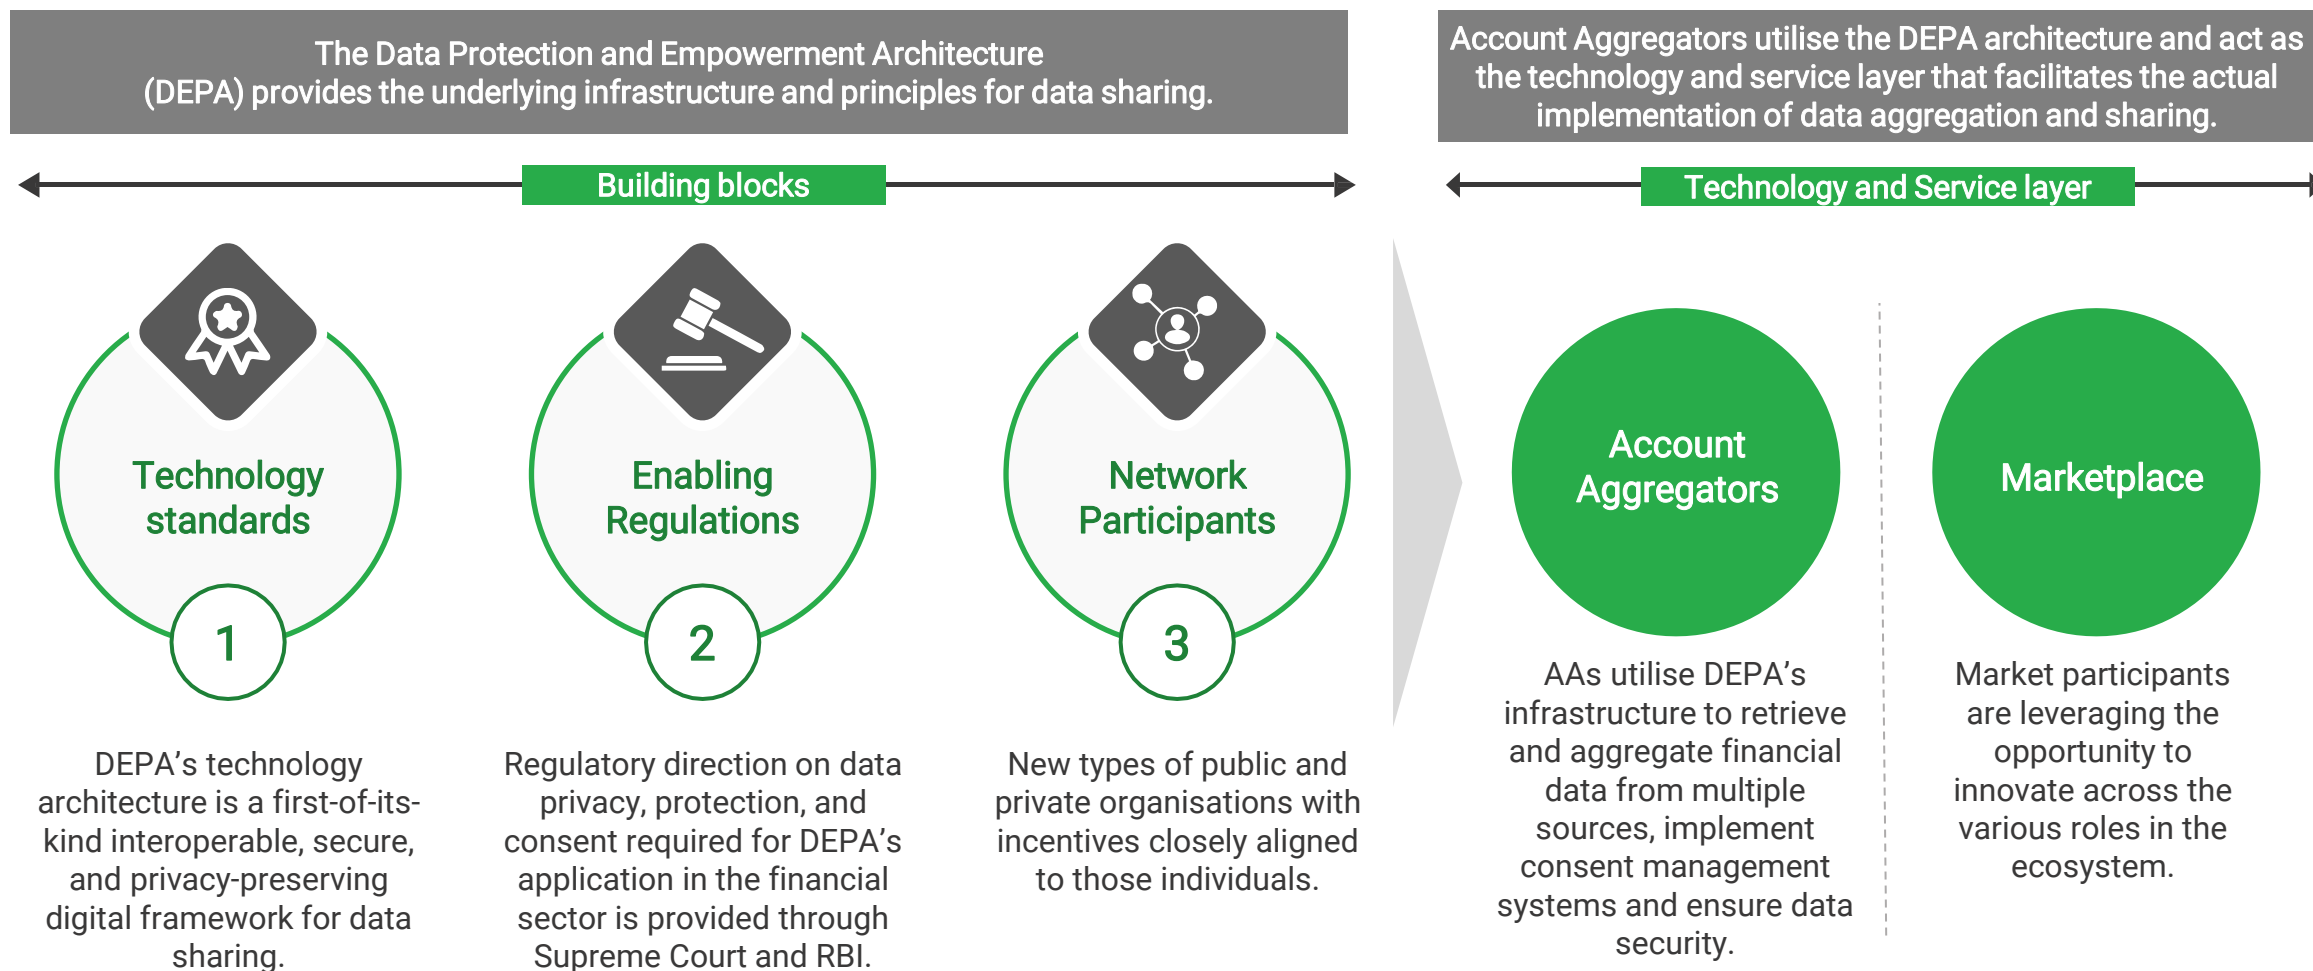 The Data Protection and Empowerment Architecture
(DEPA) provides the underlying infrastructure and principles for data sharing.
Account Aggregators utilise the DEPA architecture and act as
the technology and service layer that facilitates the actual
implementation of data aggregation and sharing.
Building blocks
Technology and Service layer
Technology
standards
1
DEPA’s technology
architecture is a first-of-its-
kind interoperable, secure,
and privacy-preserving
digital framework for data
sharing.
Enabling
Regulations
2
Regulatory direction on data
privacy, protection, and
consent required for DEPA’s
application in the financial
sector is provided through
Supreme Court and RBI.
Network
Participants
3
New types of public and
private organisations with
incentives closely aligned
to those individuals.
Account
Aggregators
AAs utilise DEPA’s
infrastructure to retrieve
and aggregate financial
data from multiple
sources, implement
consent management
systems and ensure data
security.
Marketplace
Market participants
are leveraging the
opportunity to
innovate across the
various roles in the
ecosystem.